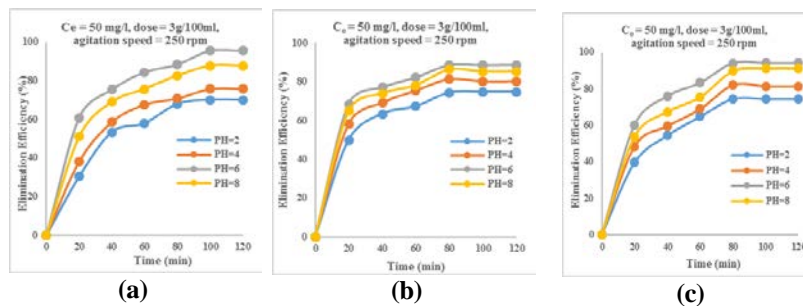 Ce = 50 mg/l, dose = 3g/100ml,
agitation speed = 250 rpm
Elimination Efficiency (%)
100
80
60
40
20
0
PH=2
PH=4
PH=6
PH=8
0 20 40 60 80 100 120
Time (min)
(a)
C₀ = 50 mg/l, dose = 3g/100ml,
agitation speed = 250 rpm
Elimination Efficiency (%)
100
80
60
40
20
0
PH=2
PH=4
PH=6
PH=8
0 20 40 60 80 100 120
Time (min)
(b)
C₀ = 50 mg/l, dose = 3g/100ml,
agitation speed = 250 rpm
Elimination Efficiency (%)
100
80
60
40
20
0
PH=2
PH=4
PH=6
PH=8
0 20 40 60 80 100 120
Time (min)
(c)